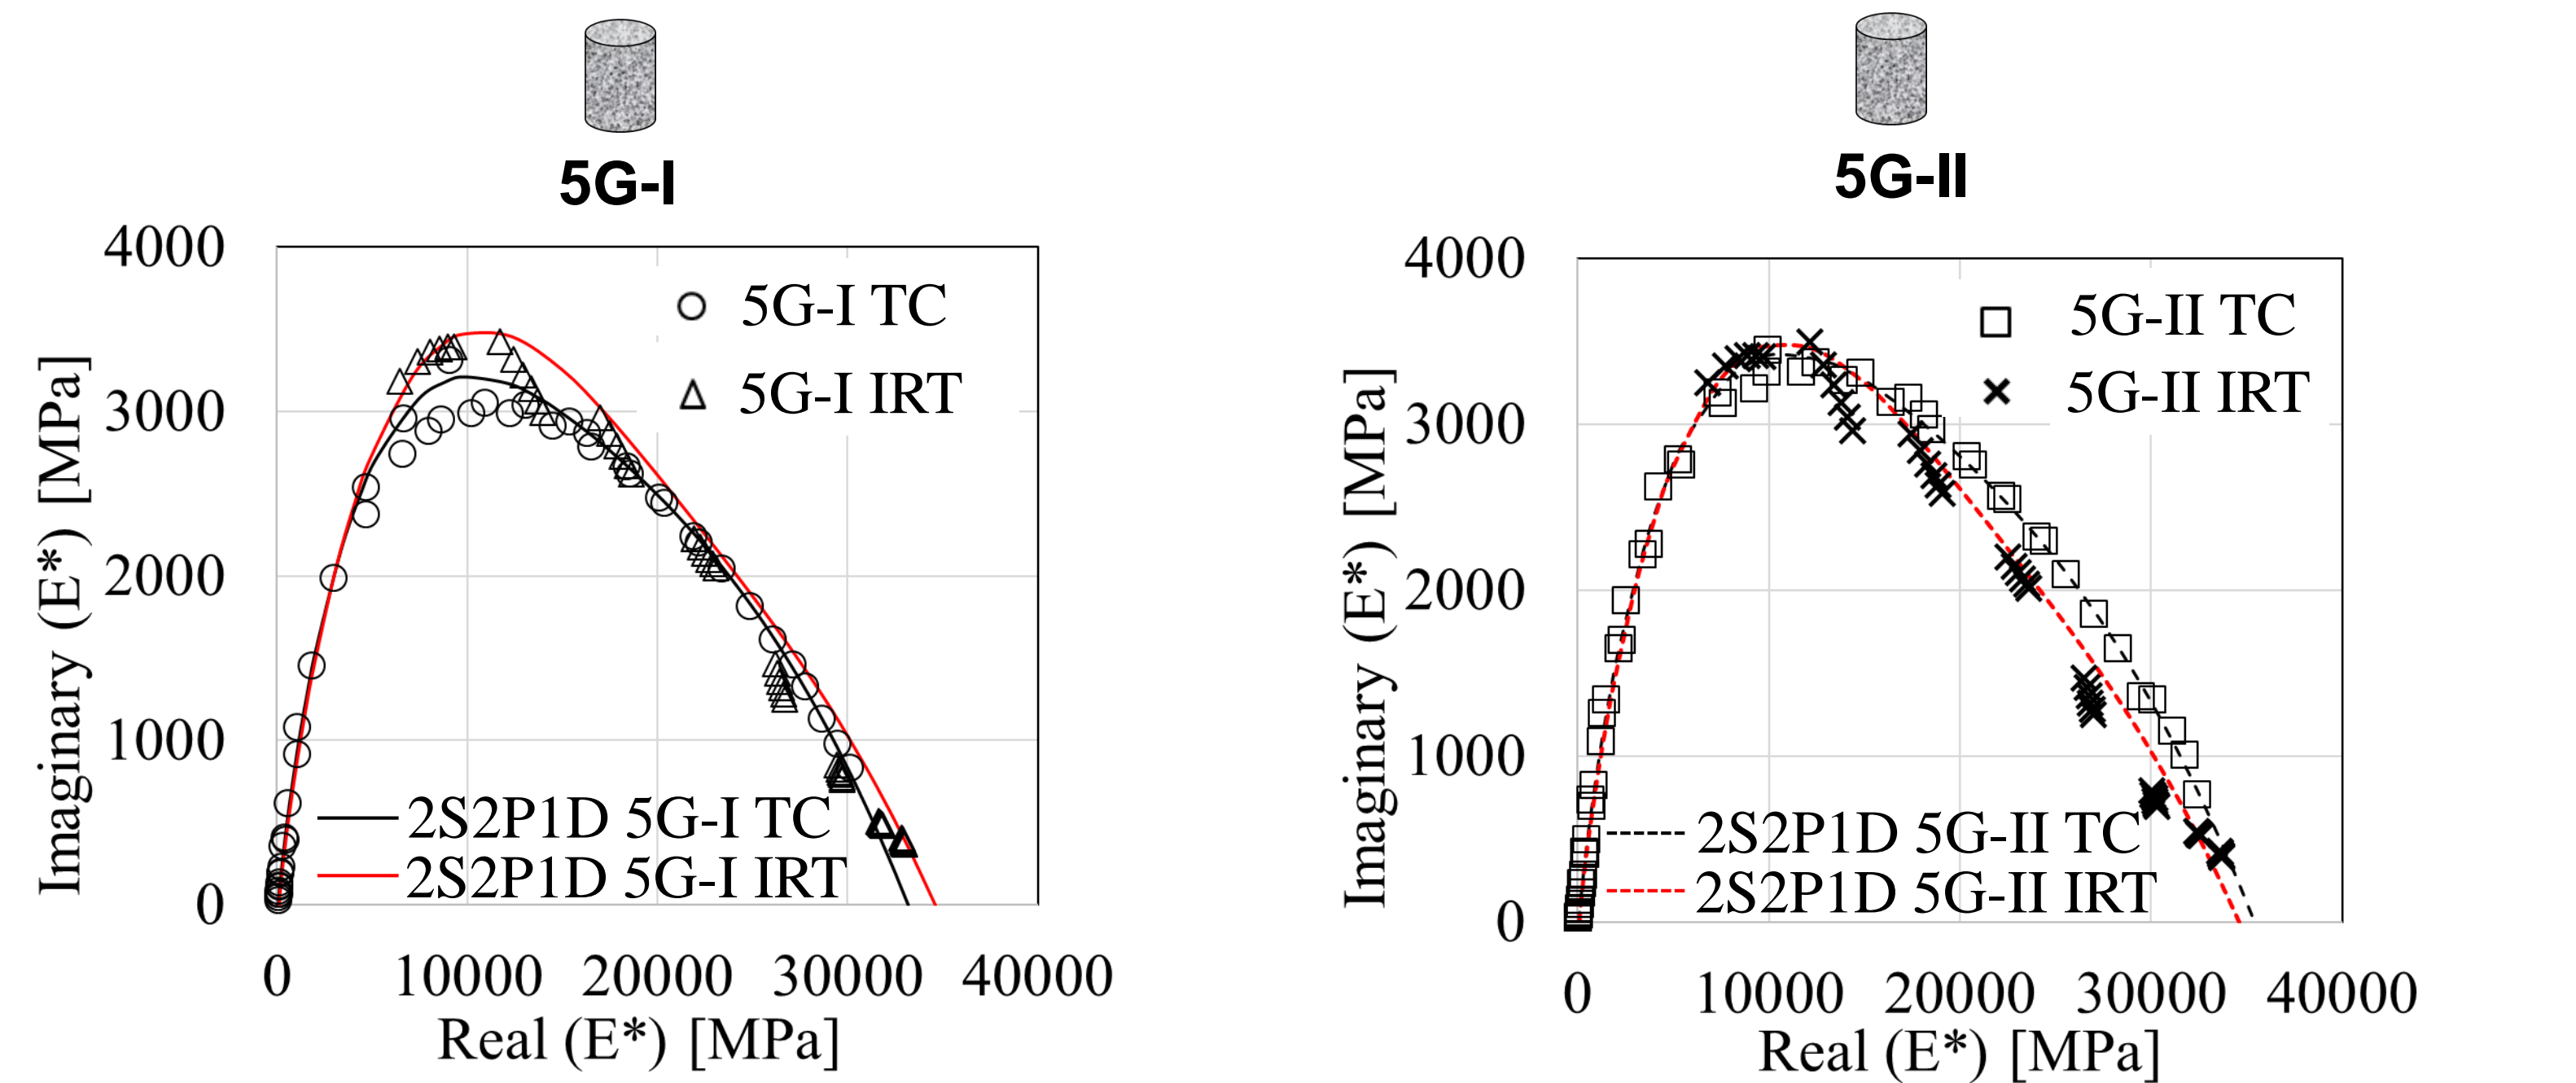 5G-I
4000
3000
2000
1000
0
0 10000 20000 30000 40000
Imaginary (E*) [MPa]
Real (E*) [MPa]
5G-I TC
5G-I IRT
2S2P1D 5G-I TC
2S2P1D 5G-I IRT
5G-II
4000
3000
2000
1000
0
0 10000 20000 30000 40000
Imaginary (E*) [MPa]
Real (E*) [MPa]
5G-II TC
5G-II IRT
2S2P1D 5G-II TC
2S2P1D 5G-II IRT